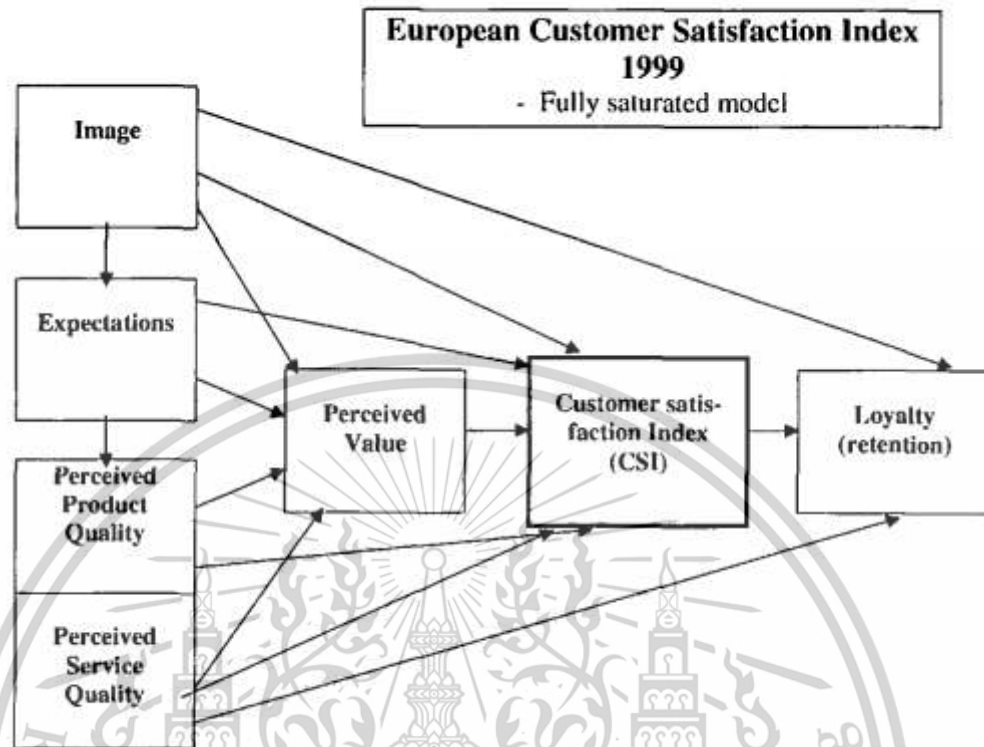 European Customer Satisfaction Index
1999
- Fully saturated model
Image
Expectations
Perceived
Product
Quality
Perceived
Service
Quality
Perceived
Value
Customer satis-
faction Index
(CSI)
Loyalty
(retention)